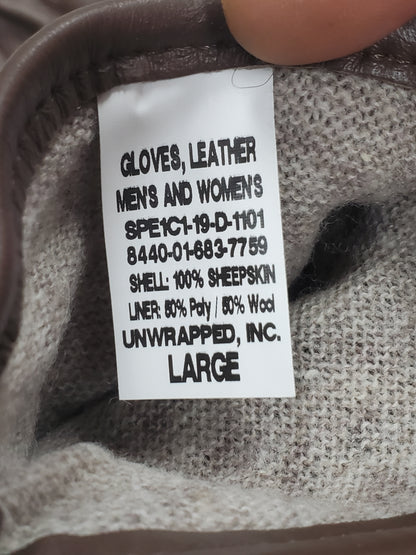 GLOVES, LEATHER
MEN'S AND WOMEN'S
SPE1C1-19-D-1101
8440-01-683-7759
SHELL: 100% SHEEPSKIN
LINER: 50% Poly / 50% Wool
UNWRAPPED, INC.
LARGE